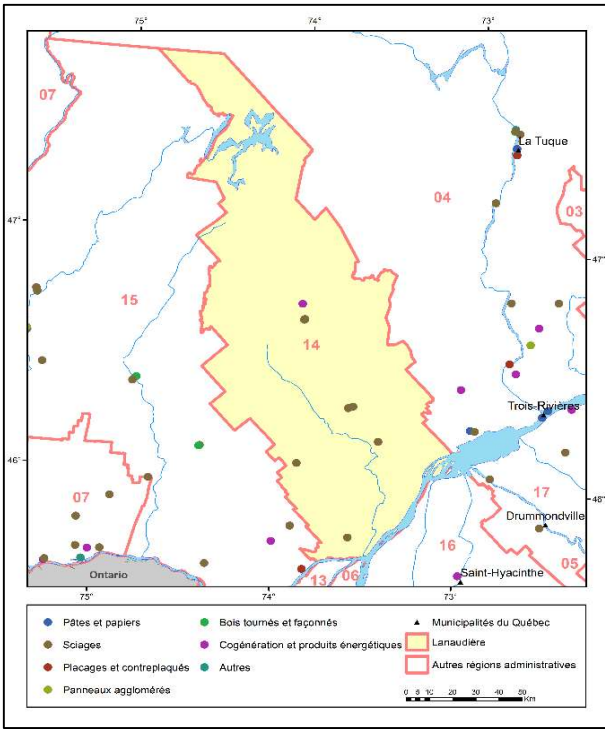 75° 74° 73°
07
La Tuque
04
03
47°
47°
15
14
Trois-Rivières
46°
07
46°
17
Drummondville
16
05
Ontario
13
06
Saint-Hyacinthe
75° 74° 73°
Pâtes et papiers
Bois tournés et façonnés
Municipalités du Québec
Sciages
Cogénération et produits énergétiques
Lanaudière
Placages et contreplaqués
Autres
Autres régions administratives
Panneaux agglomérés
0 5 10 20 30 40 50
Km